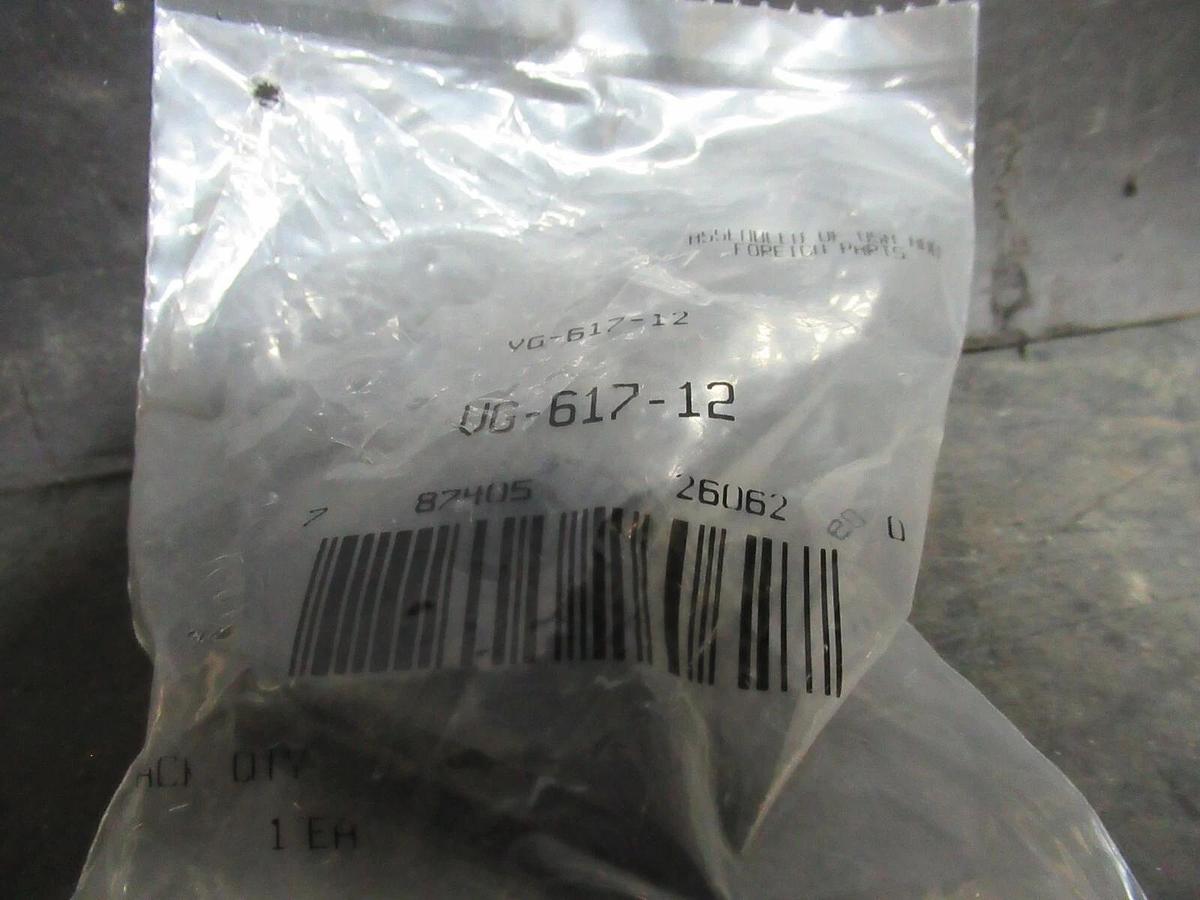 ASSEMBLED OF USA AND
FOREIGN PARTS
VG-617-12
VG-617-12
7 87405 26062 0
PACK QTY
1 EA